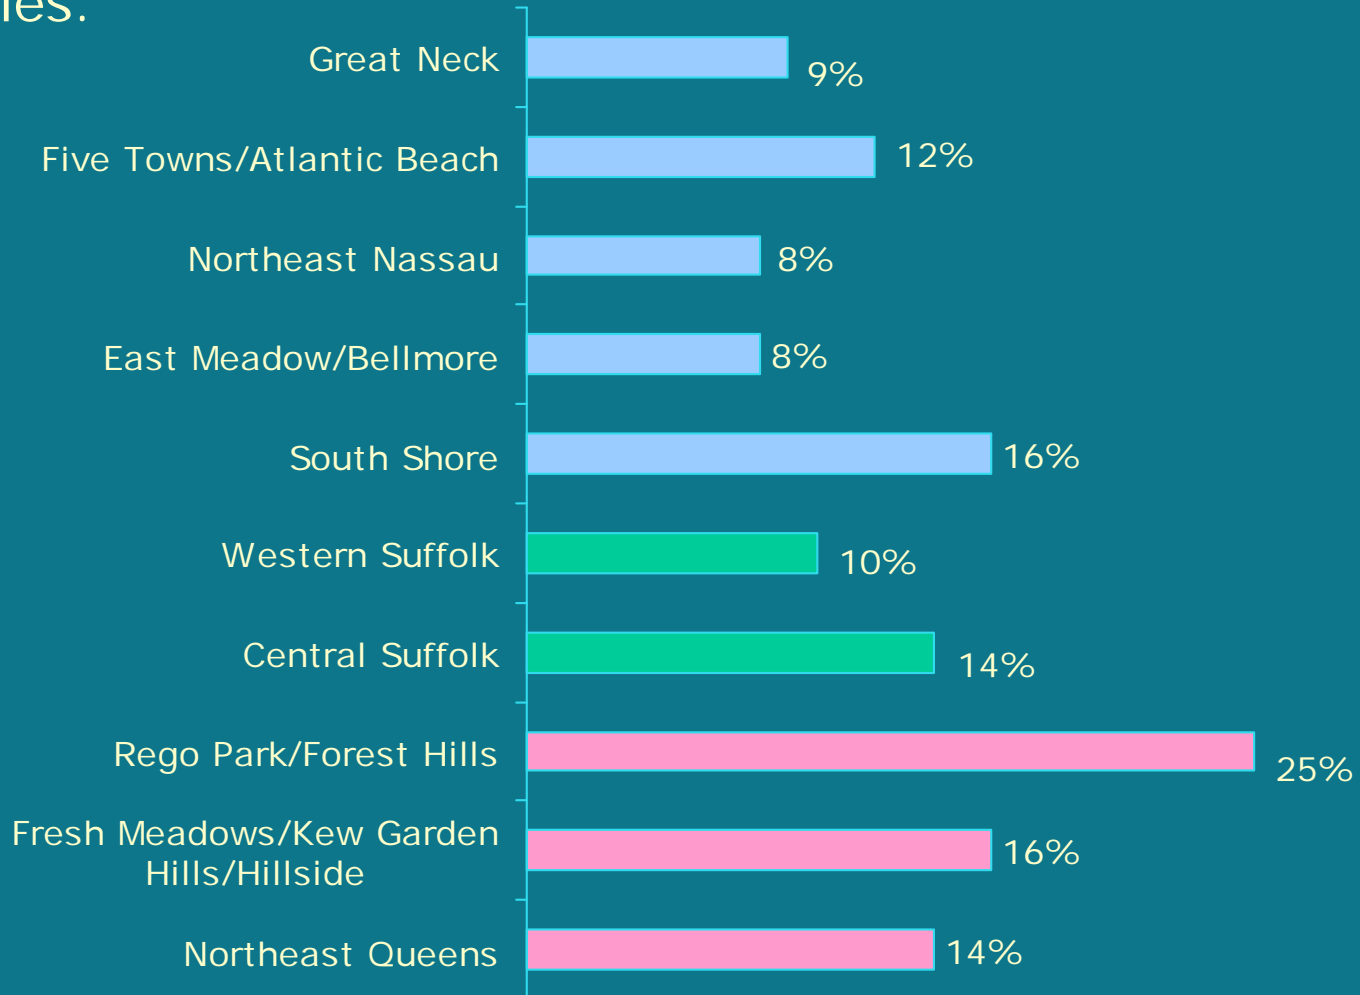 Great Neck
9%
Five Towns/Atlantic Beach
12%
Northeast Nassau
8%
East Meadow/Bellmore
8%
South Shore
16%
Western Suffolk
10%
Central Suffolk
14%
Rego Park/Forest Hills
25%
Fresh Meadows/Kew Garden
Hills/Hillside
16%
Northeast Queens
14%